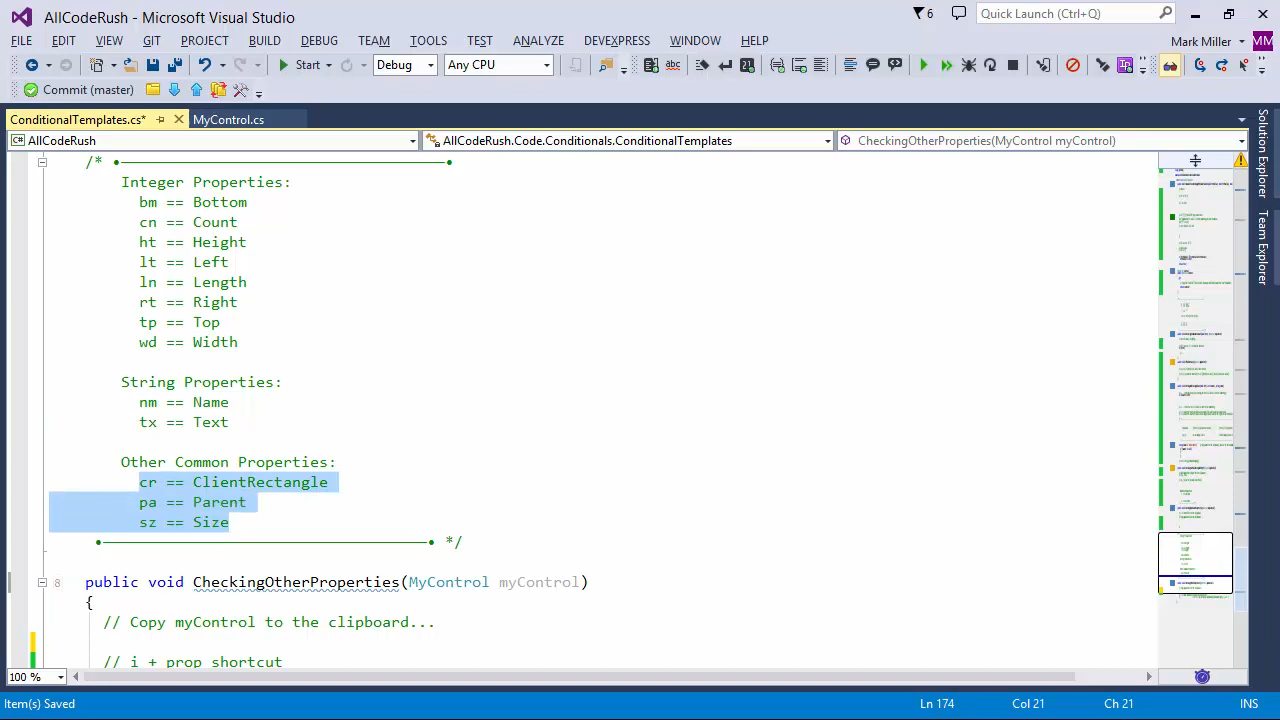 AllCodeRush - Microsoft Visual Studio
6
Quick Launch (Ctrl+Q)
FILE EDIT VIEW GIT PROJECT BUILD DEBUG TEAM TOOLS TEST ANALYZE DEVEXPRESS WINDOW HELP
Mark Miller MM
Start Debug Any CPU
Commit (master)
ConditionalTemplates.cs* MyControl.cs
AllCodeRush AllCodeRush.Code.Conditionals.ConditionalTemplates CheckingOtherProperties(MyControl myControl)
/*
Integer Properties:
bm == Bottom
cn == Count
ht == Height
lt == Left
ln == Length
rt == Right
tp == Top
wd == Width
String Properties:
nm == Name
tx == Text
Other Common Properties:
cr == ClientRectangle
pa == Parent
sz == Size
*/
8 public void CheckingOtherProperties(MyControl myControl)
{
// Copy myControl to the clipboard...
// i + prop shortcut
100 %
Solution Explorer
Team Explorer
Item(s) Saved Ln 174 Col 21 Ch 21 INS